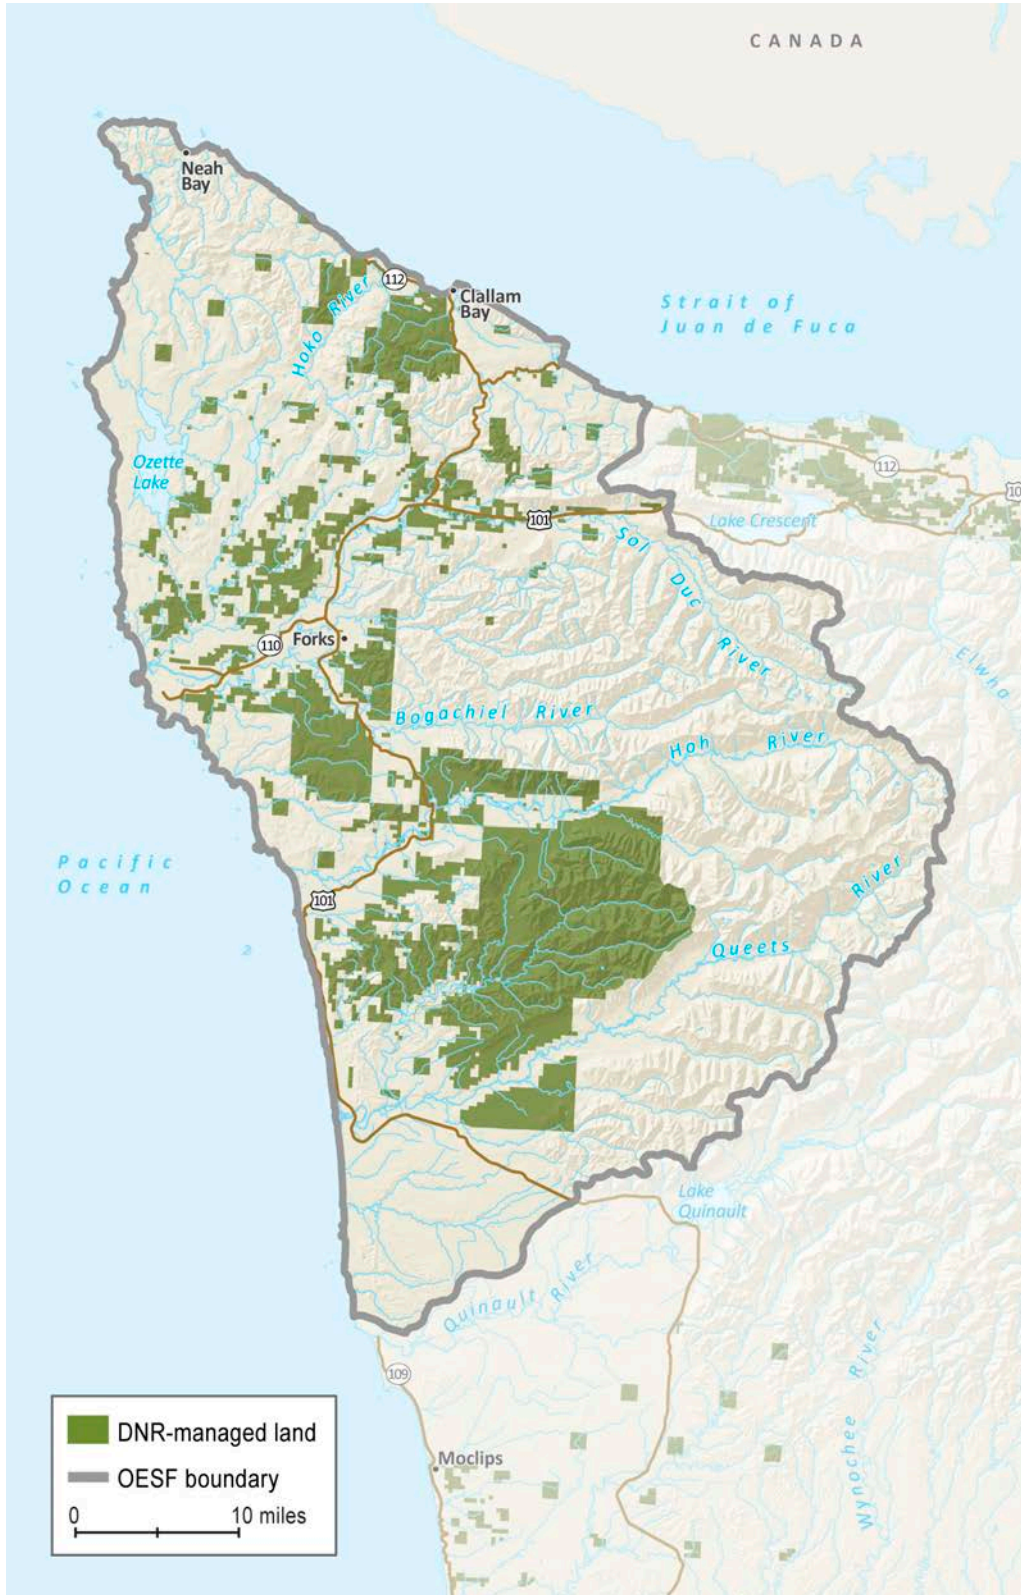 CANADA
Neah
Bay
112
Clallam
Bay
Hoko River
Strait of
Juan de Fuca
Ozette
Lake
112
101
Lake Crescent
Sol
Duc
River
Elwha
110
Forks
Bogachiel River
Hoh River
Pacific
Ocean
101
Queets
River
Lake
Quinault
Quinault River
109
Wynochee River
Moclips
DNR-managed land
OESF boundary
0
10 miles